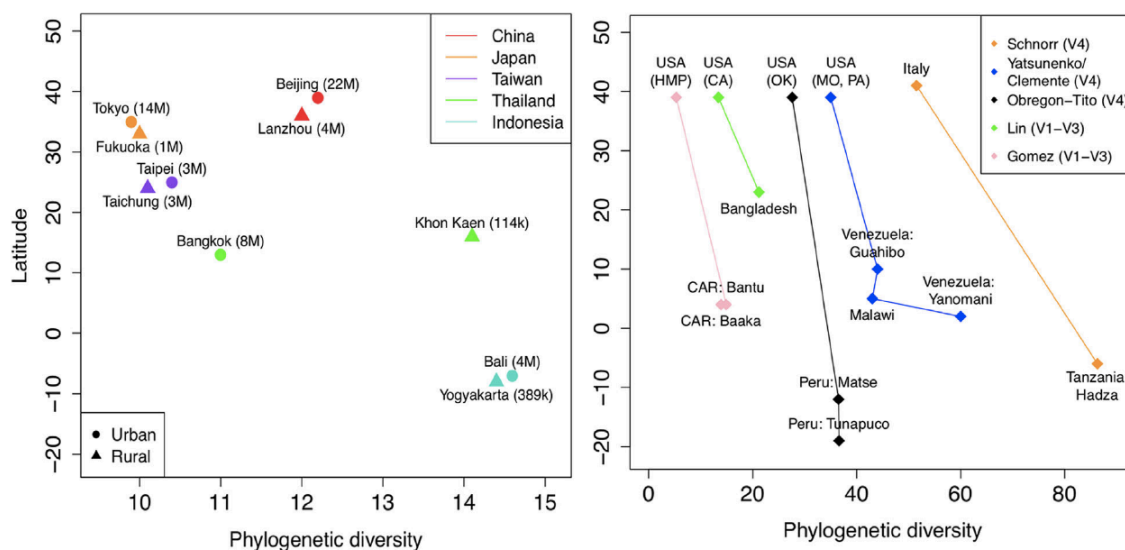 50
40
30
20
10
0
−10
−20
Latitude
China
Japan
Taiwan
Thailand
Indonesia
Beijing (22M)
Lanzhou (4M)
Tokyo (14M)
Fukuoka (1M)
Taipei (3M)
Taichung (3M)
Bangkok (8M)
Khon Kaen (114k)
Bali (4M)
Yogyakarta (389k)
Urban
Rural
10
11
12
13
14
15
Phylogenetic diversity
50
40
30
20
10
0
−10
−20
USA
(HMP)
USA
(CA)
USA
(OK)
USA
(MO, PA)
Italy
Schnorr (V4)
Yatsunenko/
Clemente (V4)
Obregon−Tito (V4)
Lin (V1−V3)
Gomez (V1−V3)
Bangladesh
Venezuela:
Guahibo
CAR: Bantu
CAR: Baaka
Malawi
Venezuela:
Yanomani
Peru: Matse
Peru: Tunapuco
Tanzania:
Hadza
0
20
40
60
80
Phylogenetic diversity